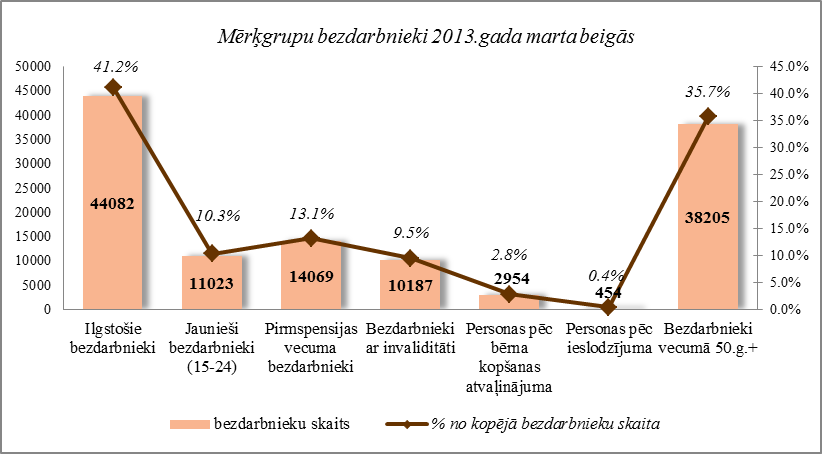 Mērķgrupu bezdarbnieki 2013.gada marta beigās
50000
45000
40000
35000
30000
25000
20000
15000
10000
5000
0
45.0%
40.0%
35.0%
30.0%
25.0%
20.0%
15.0%
10.0%
5.0%
0.0%
41.2%
10.3%
13.1%
9.5%
2.8%
0.4%
35.7%
44082
11023
14069
10187
2954
454
38205
Ilgstošie
bezdarbnieki
Jaunieši
bezdarbnieki
(15-24)
Pirmspensijas
vecuma
bezdarbnieki
Bezdarbnieki
ar invaliditāti
Personas pēc
bērna
kopšanas
atvaļinājuma
Personas pēc
ieslodzījuma
Bezdarbnieki
vecumā 50.g.+
bezdarbnieku skaits
% no kopējā bezdarbnieku skaita